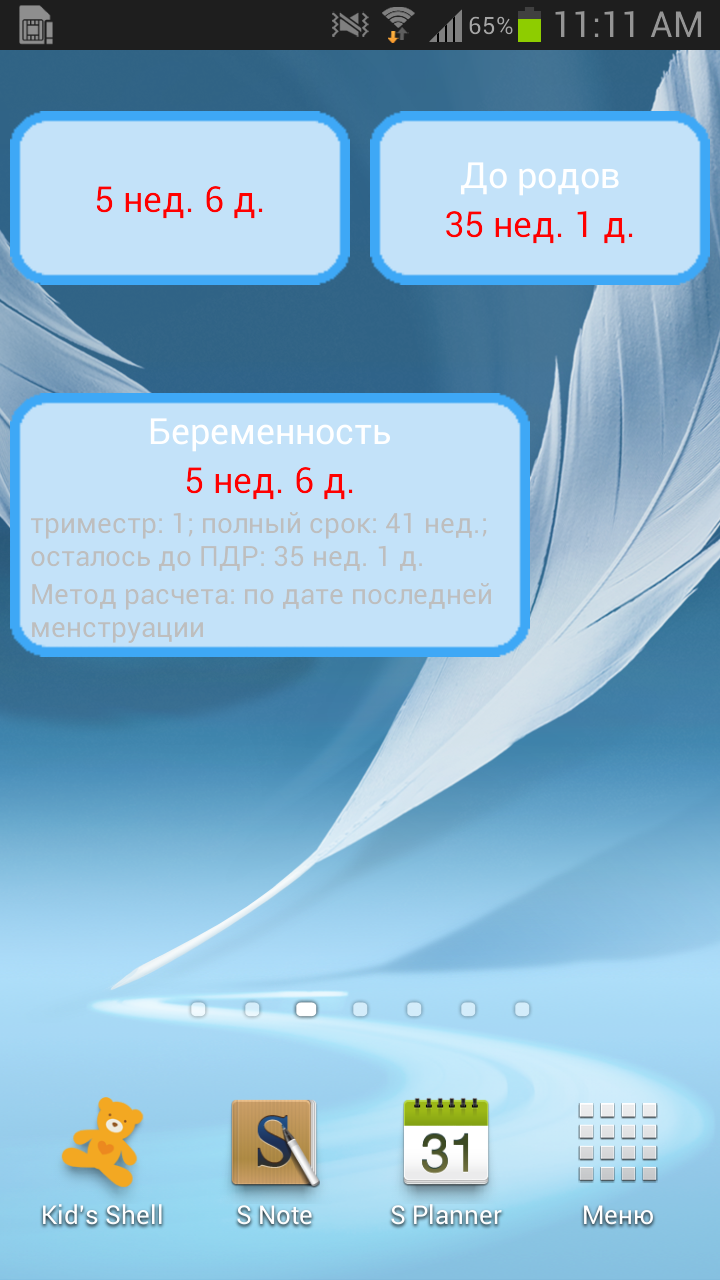 65% 11:11 AM
5 нед. 6 д.
До родов
35 нед. 1 д.
Беременность
5 нед. 6 д.
триместр: 1; полный срок: 41 нед.;
осталось до ПДР: 35 нед. 1 д.
Метод расчета: по дате последней
менструации
S
31
Kid's Shell
S Note
S Planner
Меню